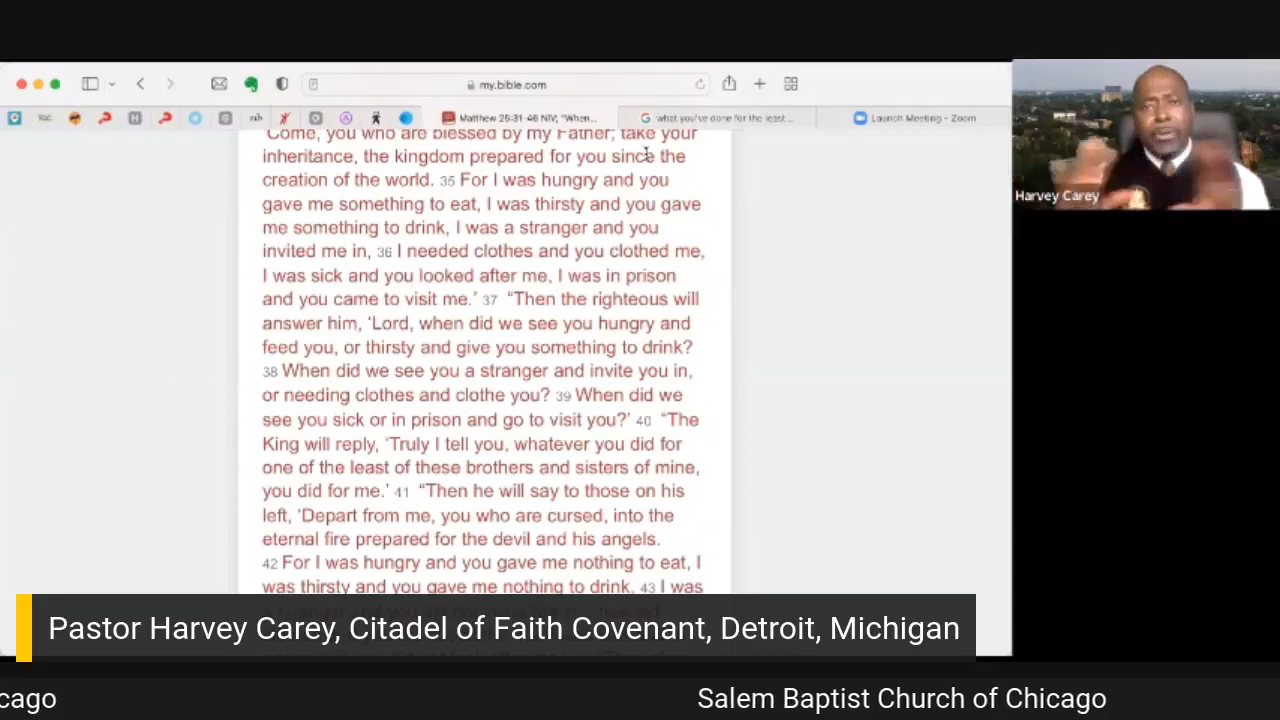 my.bible.com
Matthew 25:31-46 NIV; "When...
what you've done for the least...
Launch Meeting - Zoom
'Come, you who are blessed by my Father; take your
inheritance, the kingdom prepared for you since the
creation of the world. 35 For I was hungry and you
gave me something to eat, I was thirsty and you gave
me something to drink, I was a stranger and you
invited me in, 36 I needed clothes and you clothed me,
I was sick and you looked after me, I was in prison
and you came to visit me.' 37 "Then the righteous will
answer him, 'Lord, when did we see you hungry and
feed you, or thirsty and give you something to drink?
38 When did we see you a stranger and invite you in,
or needing clothes and clothe you? 39 When did we
see you sick or in prison and go to visit you?' 40 "The
King will reply, 'Truly I tell you, whatever you did for
one of the least of these brothers and sisters of mine,
you did for me.' 41 "Then he will say to those on his
left, 'Depart from me, you who are cursed, into the
eternal fire prepared for the devil and his angels.
42 For I was hungry and you gave me nothing to eat, I
was thirsty and you gave me nothing to drink, 43 I was
Harvey Carey
Pastor Harvey Carey, Citadel of Faith Covenant, Detroit, Michigan
cago
Salem Baptist Church of Chicago